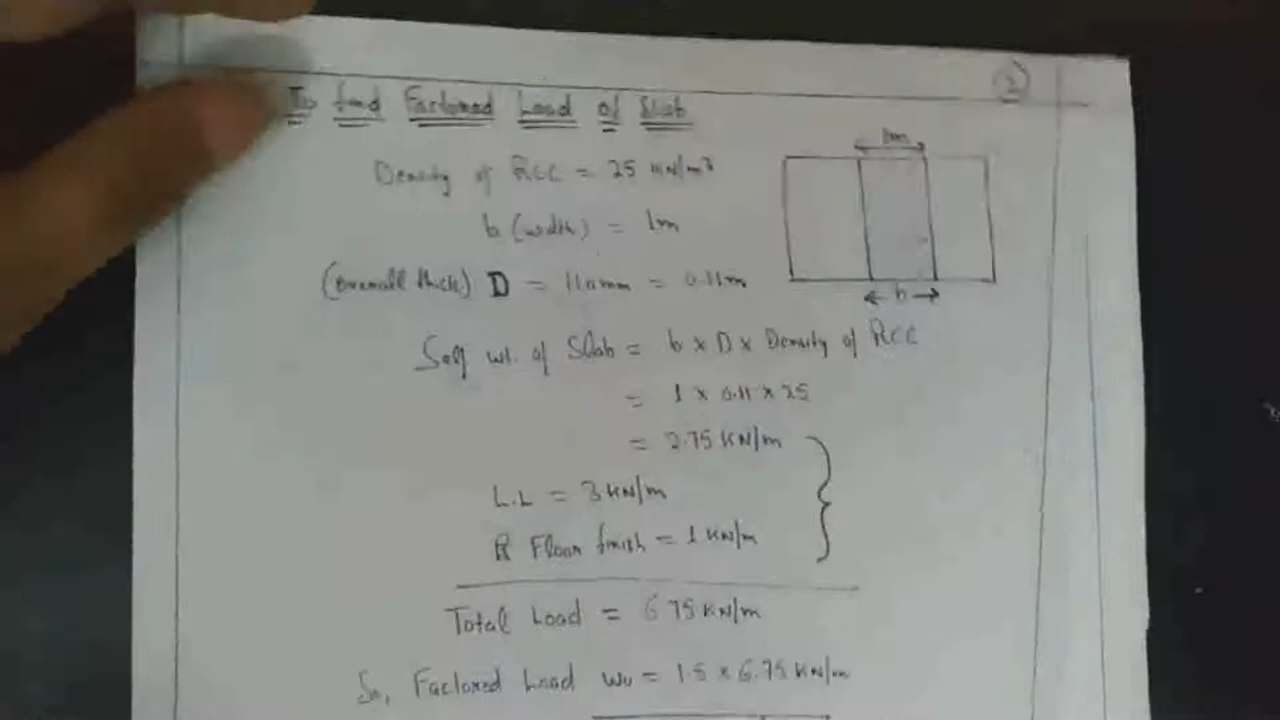 2
To find Factored Load of Slab
Density of RCC = 25 KN/m³
1m
b (width) = 1m
(Overall thick) D = 110mm = 0.11m
b
Self wt. of Slab = b x D x Density of RCC
= 1 x 0.11 x 25
= 2.75 KN/m
L.L = 3 KN/m
Floor finish = 1 KN/m
Total Load = 6.75 KN/m
So, Factored Load Wu = 1.5 x 6.75 KN/m